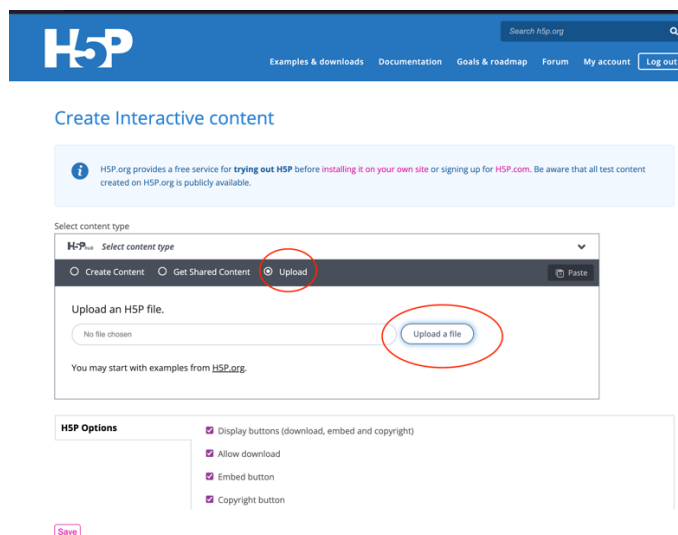 H5P
Search h5p.org
Examples & downloads Documentation Goals & roadmap Forum My account Log out
Create Interactive content
i
H5P.org provides a free service for trying out H5P before installing it on your own site or signing up for H5P.com. Be aware that all test content
created on H5P.org is publicly available.
Select content type
H5P hub Select content type
Create Content Get Shared Content Upload
Paste
Upload an H5P file.
No file chosen
Upload a file
You may start with examples from H5P.org.
H5P Options
Display buttons (download, embed and copyright)
Allow download
Embed button
Copyright button
Save